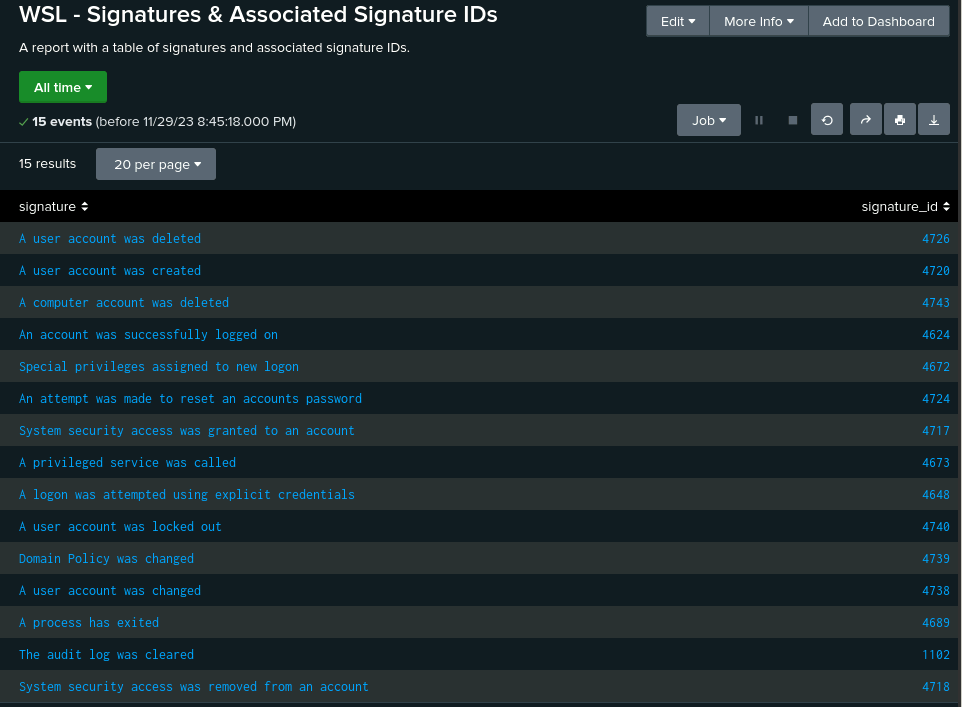 WSL - Signatures & Associated Signature IDs
Edit More Info Add to Dashboard
A report with a table of signatures and associated signature IDs.
All time
15 events (before 11/29/23 8:45:18.000 PM)
Job
15 results 20 per page
signature signature_id
A user account was deleted 4726
A user account was created 4720
A computer account was deleted 4743
An account was successfully logged on 4624
Special privileges assigned to new logon 4672
An attempt was made to reset an accounts password 4724
System security access was granted to an account 4717
A privileged service was called 4673
A logon was attempted using explicit credentials 4648
A user account was locked out 4740
Domain Policy was changed 4739
A user account was changed 4738
A process has exited 4689
The audit log was cleared 1102
System security access was removed from an account 4718